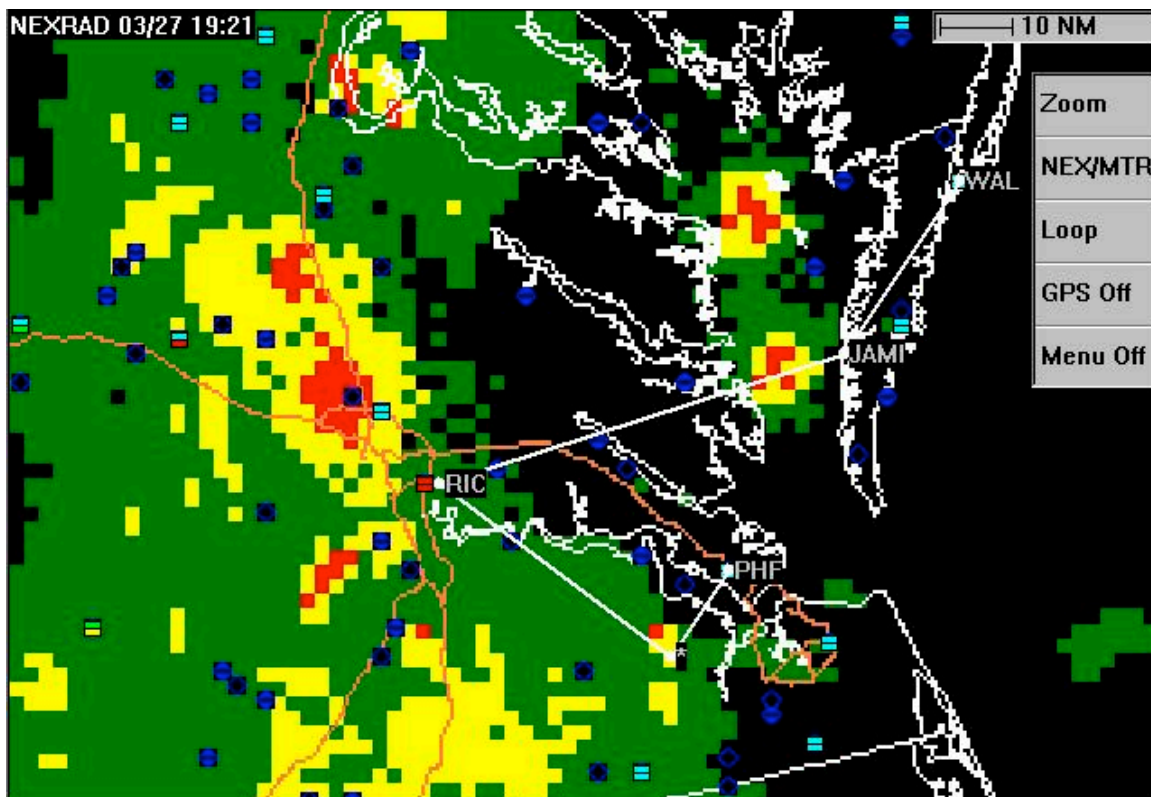 NEXRAD 03/27 19:21
10 NM
Zoom
NEX/MTR
WAL
Loop
GPS Off
JAMI
Menu Off
RIC
PHF
*